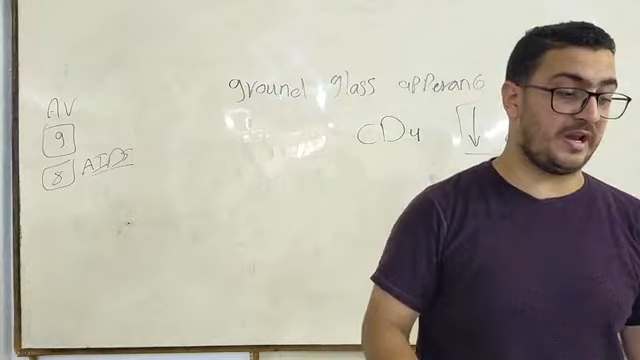 ground glass apperanc
AV
CD4 ↓
9
8 AIDS